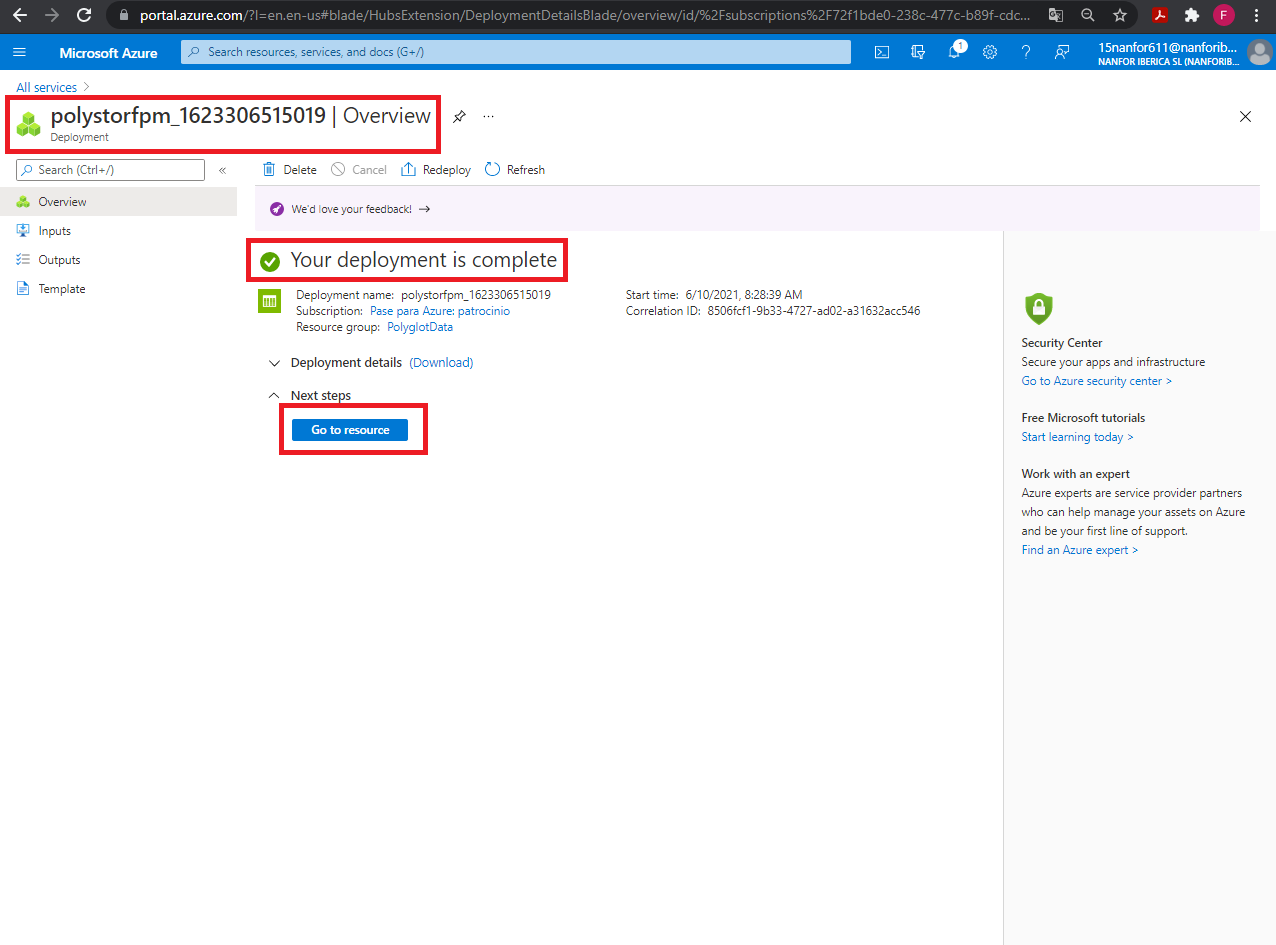 portal.azure.com/?l=en.en-us#blade/HubsExtension/DeploymentDetailsBlade/overview/id/%2Fsubscriptions%2F72f1bde0-238c-477c-b89f-cdc...
F
Microsoft Azure
Search resources, services, and docs (G+/)
1
15nanfor611@nanforib...
NANFOR IBERICA SL (NANFORIB...
All services >
polystorfpm_1623306515019 | Overview
...
Deployment
Search (Ctrl+/)
«
Delete
Cancel
Redeploy
Refresh
Overview
Inputs
Outputs
Template
We'd love your feedback! →
Your deployment is complete
Deployment name: polystorfpm_1623306515019
Subscription: Pase para Azure: patrocinio
Resource group: PolyglotData
Start time: 6/10/2021, 8:28:39 AM
Correlation ID: 8506fcf1-9b33-4727-ad02-a31632acc546
Deployment details (Download)
Next steps
Go to resource
Security Center
Secure your apps and infrastructure
Go to Azure security center >
Free Microsoft tutorials
Start learning today >
Work with an expert
Azure experts are service provider partners
who can help manage your assets on Azure
and be your first line of support.
Find an Azure expert >